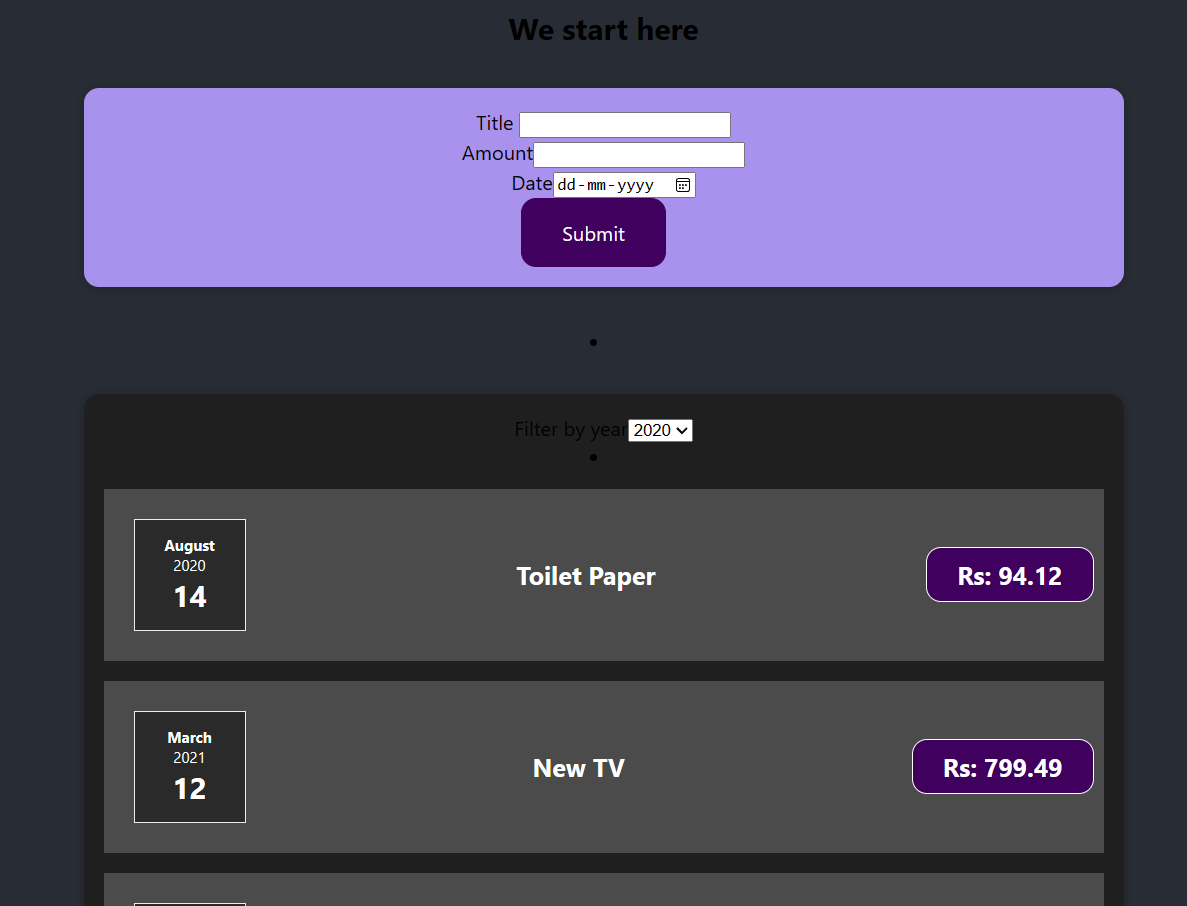 We start here
Title
Amount
Date dd-mm-yyyy
Submit
Filter by year 2020
August
2020
14
Toilet Paper
Rs: 94.12
March
2021
12
New TV
Rs: 799.49